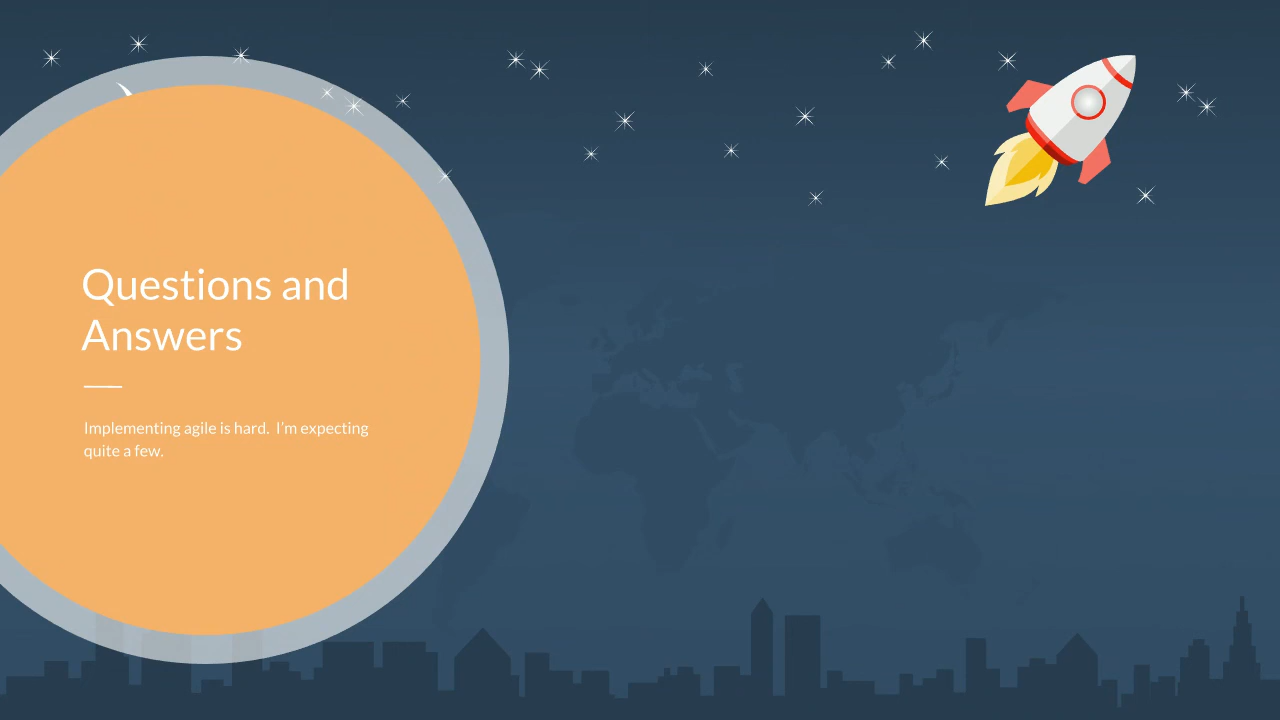 Questions and
Answers
Implementing agile is hard.  I'm expecting
quite a few.